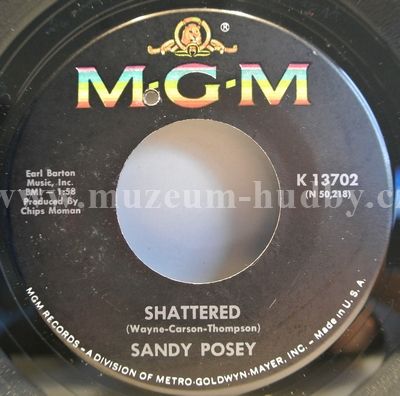 M·G·M
Earl Barton
Music, Inc.
BMI - 1:58
Produced By
Chips Moman
K 13702
(N 50,218)
www.muzeum-hudby.cz
SHATTERED
(Wayne-Carson-Thompson)
SANDY POSEY
MGM RECORDS - A DIVISION OF METRO-GOLDWYN-MAYER, INC. - Made in U.S.A.